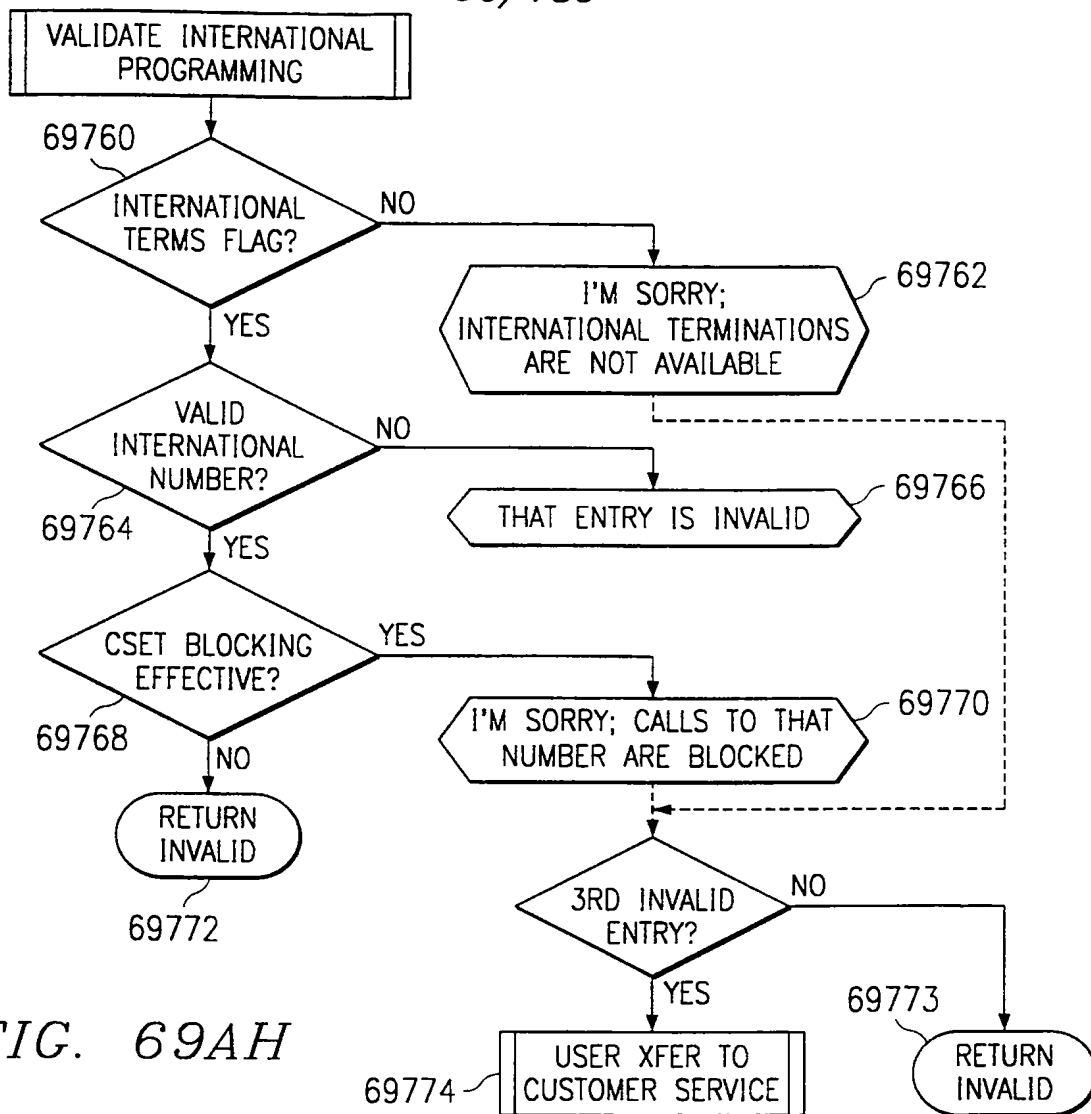 VALIDATE INTERNATIONAL
PROGRAMMING
69760
INTERNATIONAL
TERMS FLAG?
NO
YES
I'M SORRY;
INTERNATIONAL TERMINATIONS
ARE NOT AVAILABLE
69762
VALID
INTERNATIONAL
NUMBER?
NO
69764
YES
THAT ENTRY IS INVALID
69766
CSET BLOCKING
EFFECTIVE?
YES
69768
NO
I'M SORRY; CALLS TO THAT
NUMBER ARE BLOCKED
69770
RETURN
INVALID
69772
3RD INVALID
ENTRY?
NO
YES
69773
USER XFER TO
CUSTOMER SERVICE
69774
RETURN
INVALID
FIG. 69AH